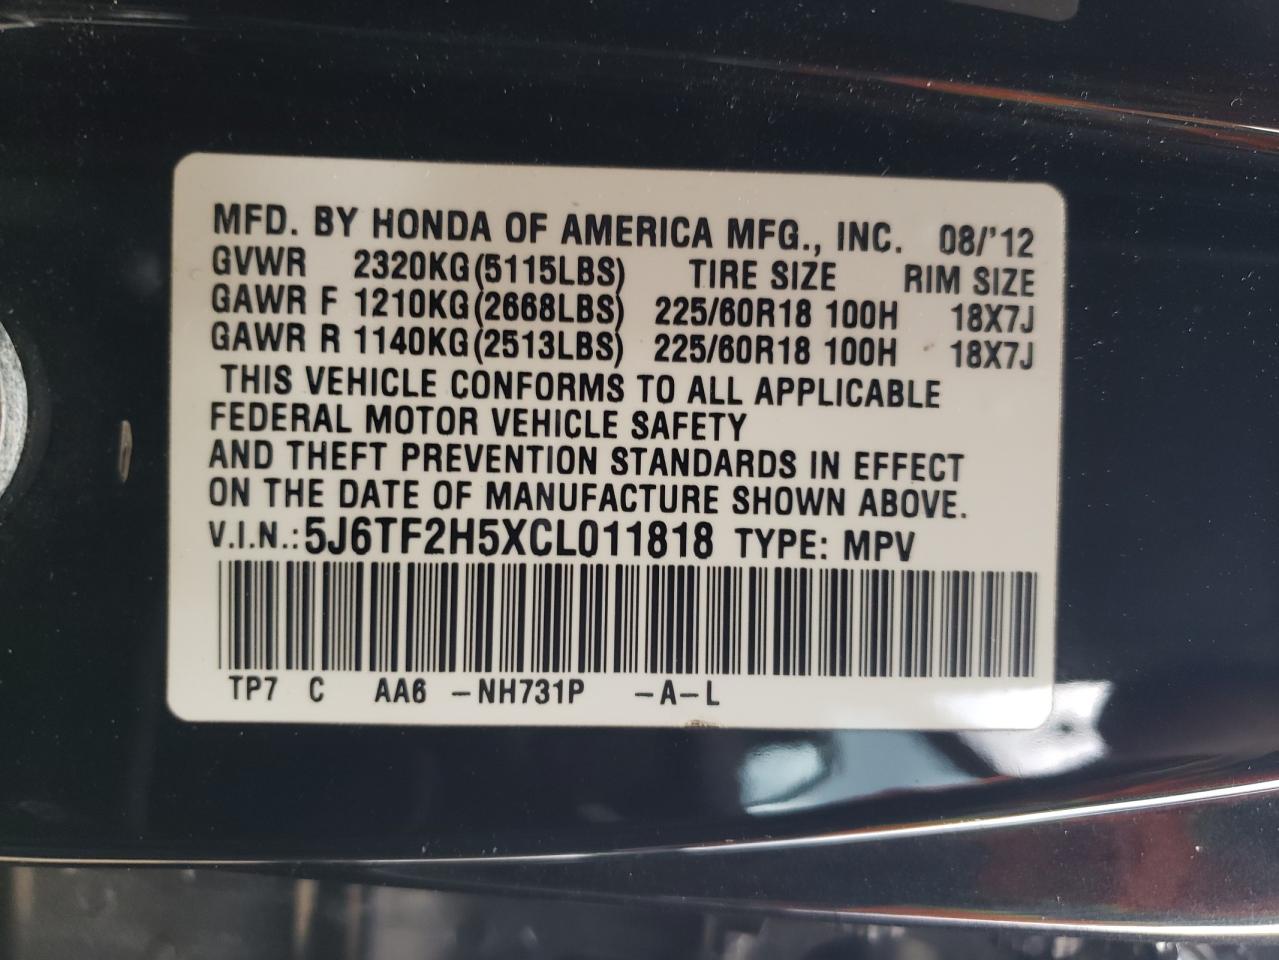 MFD. BY HONDA OF AMERICA MFG., INC. 08/'12
GVWR 2320KG(5115LBS) TIRE SIZE RIM SIZE
GAWR F 1210KG(2668LBS) 225/60R18 100H 18X7J
GAWR R 1140KG(2513LBS) 225/60R18 100H 18X7J
THIS VEHICLE CONFORMS TO ALL APPLICABLE
FEDERAL MOTOR VEHICLE SAFETY
AND THEFT PREVENTION STANDARDS IN EFFECT
ON THE DATE OF MANUFACTURE SHOWN ABOVE.
V.I.N.: 5J6TF2H5XCL011818 TYPE: MPV
TP7 C AA6 -NH731P -A-L